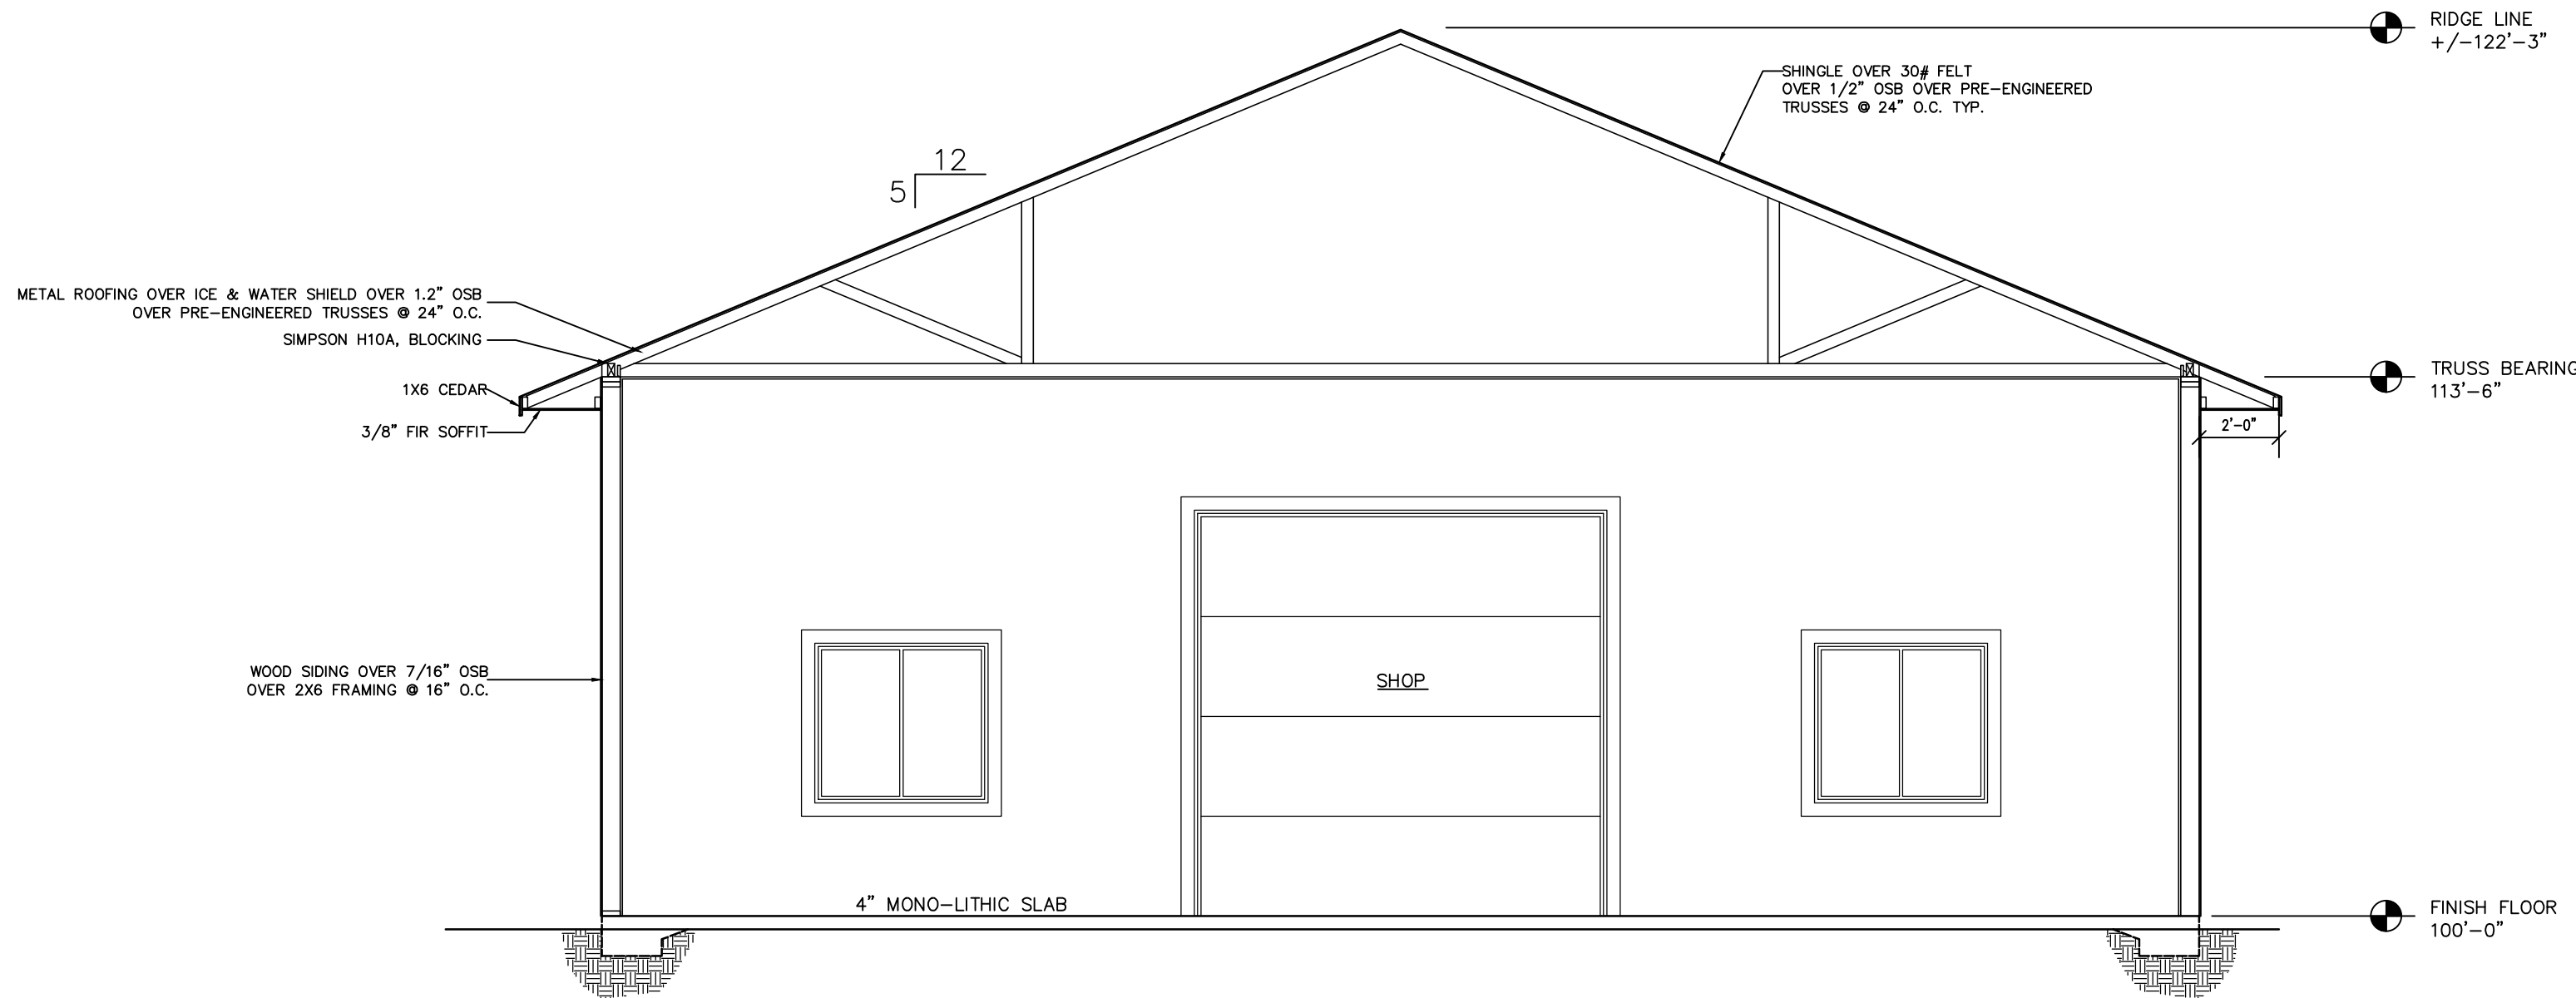 RIDGE LINE
+/-122'-3"
SHINGLE OVER 30# FELT
OVER 1/2" OSB OVER PRE-ENGINEERED
TRUSSES @ 24" O.C. TYP.
12
5
METAL ROOFING OVER ICE & WATER SHIELD OVER 1.2" OSB
OVER PRE-ENGINEERED TRUSSES @ 24" O.C.
SIMPSON H10A, BLOCKING
TRUSS BEARING
113'-6"
1X6 CEDAR
3/8" FIR SOFFIT
2'-0"
WOOD SIDING OVER 7/16" OSB
OVER 2X6 FRAMING @ 16" O.C.
SHOP
4" MONO-LITHIC SLAB
FINISH FLOOR
100'-0"